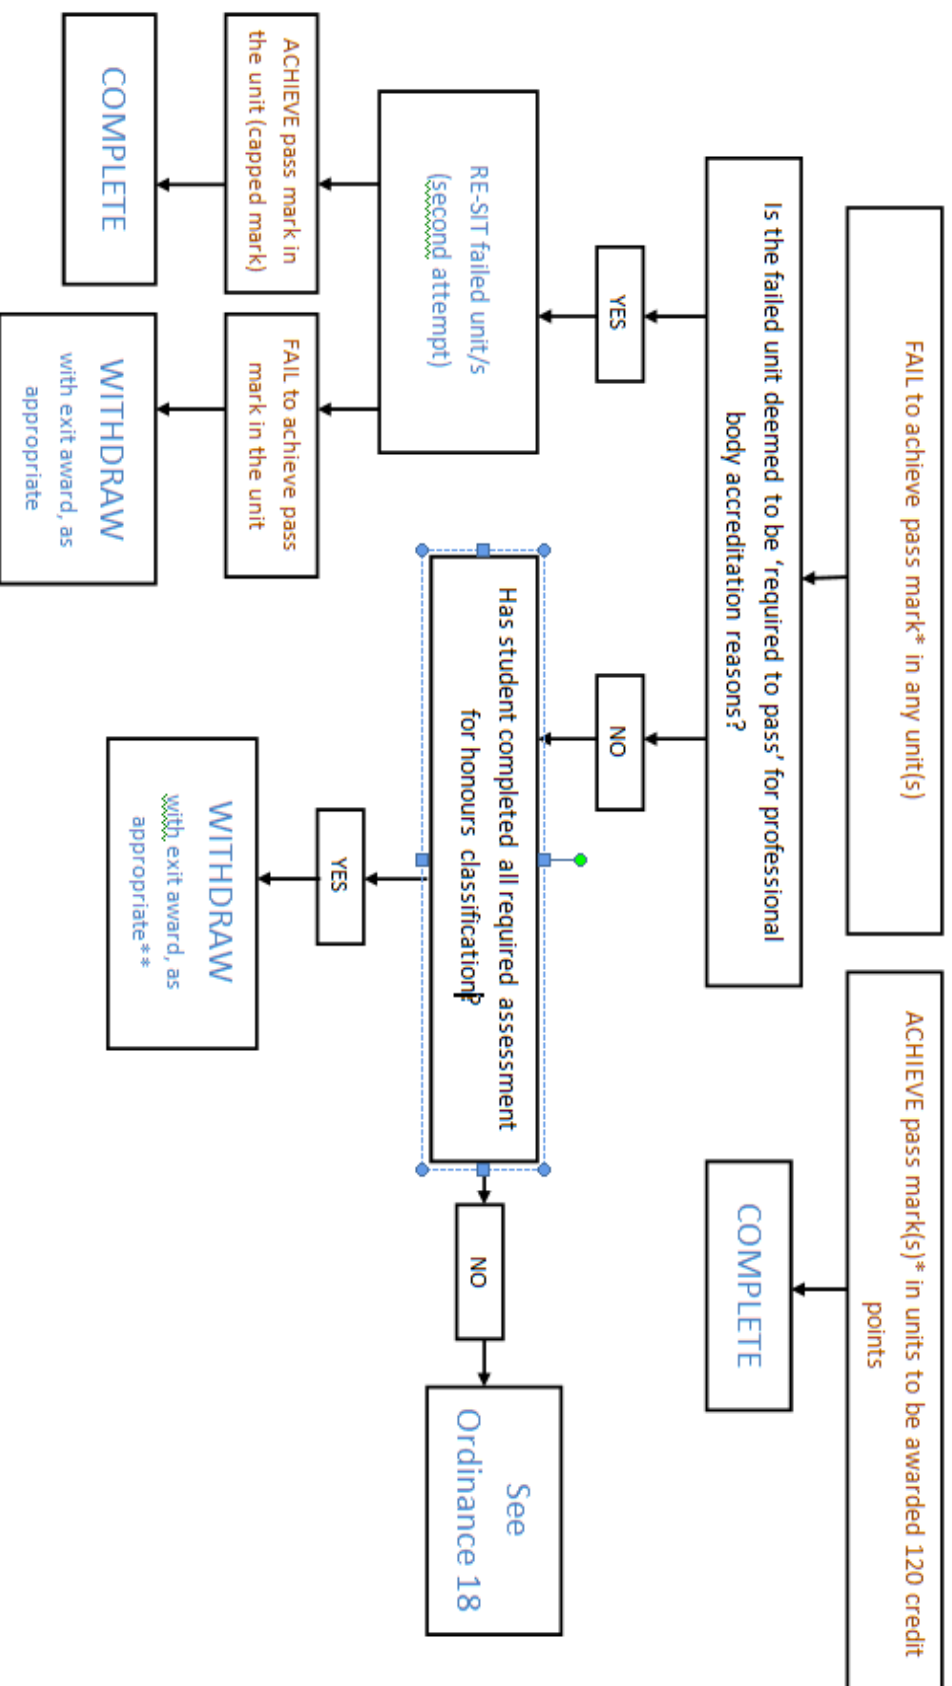 FAIL to achieve pass mark* in any unit(s)
ACHIEVE pass mark(s)* in units to be awarded 120 credit
points
Is the failed unit deemed to be 'required to pass' for professional
body accreditation reasons?
COMPLETE
YES
NO
RE-SIT failed unit/s
(second attempt)
Has student completed all required assessment
for honours classification?
NO
See
Ordinance 18
ACHIEVE pass mark in
the unit (capped mark)
FAIL to achieve pass
mark in the unit
YES
COMPLETE
WITHDRAW
with exit award, as
appropriate
WITHDRAW
with exit award, as
appropriate**